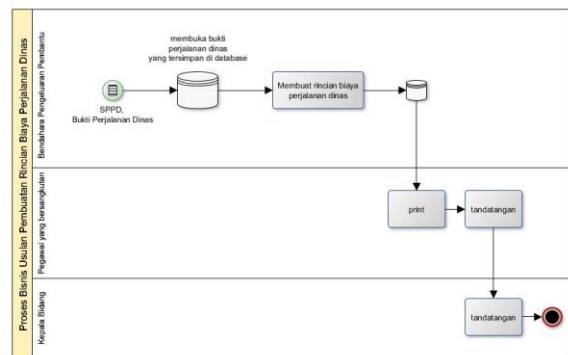 Proses Bisnis Usulan Pembuatan Rincian Biaya Perjalanan Dinas
Bendahara Pengeluaran Pembantu
SPPD,
Bukti Perjalanan Dinas
membuka bukti
perjalanan dinas
yang tersimpan di database
Membuat rincian biaya
perjalanan dinas
Pegawai yang bersangkutan
print
tandatangan
Kepala Bidang
tandatangan